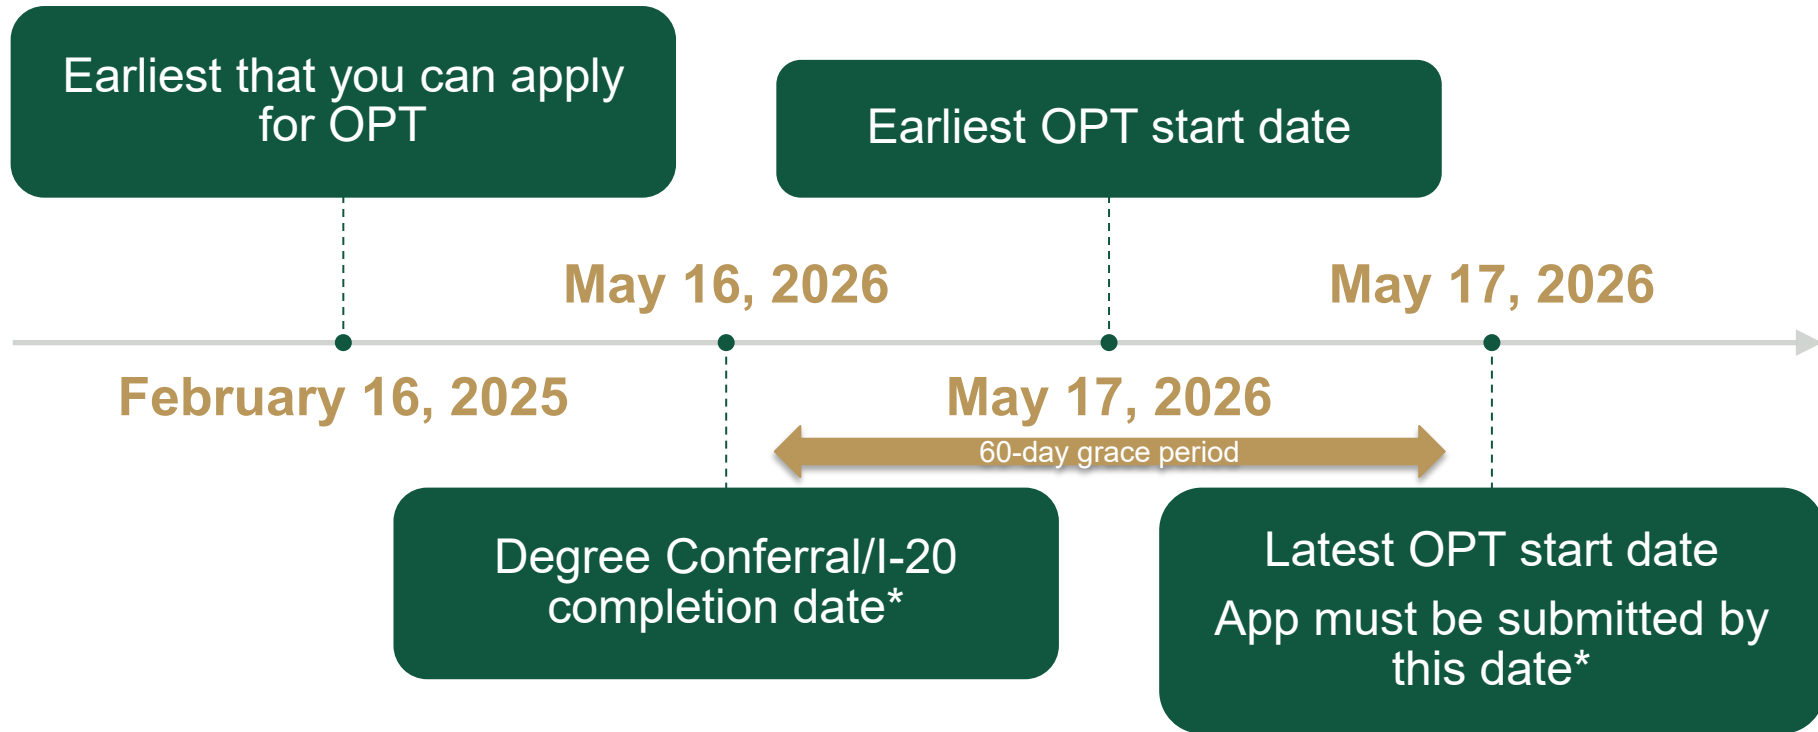 Earliest that you can apply
for OPT
Earliest OPT start date
May 16, 2026
May 17, 2026
February 16, 2025
May 17, 2026
60-day grace period
Degree Conferral/I-20
completion date*
Latest OPT start date
App must be submitted by
this date*